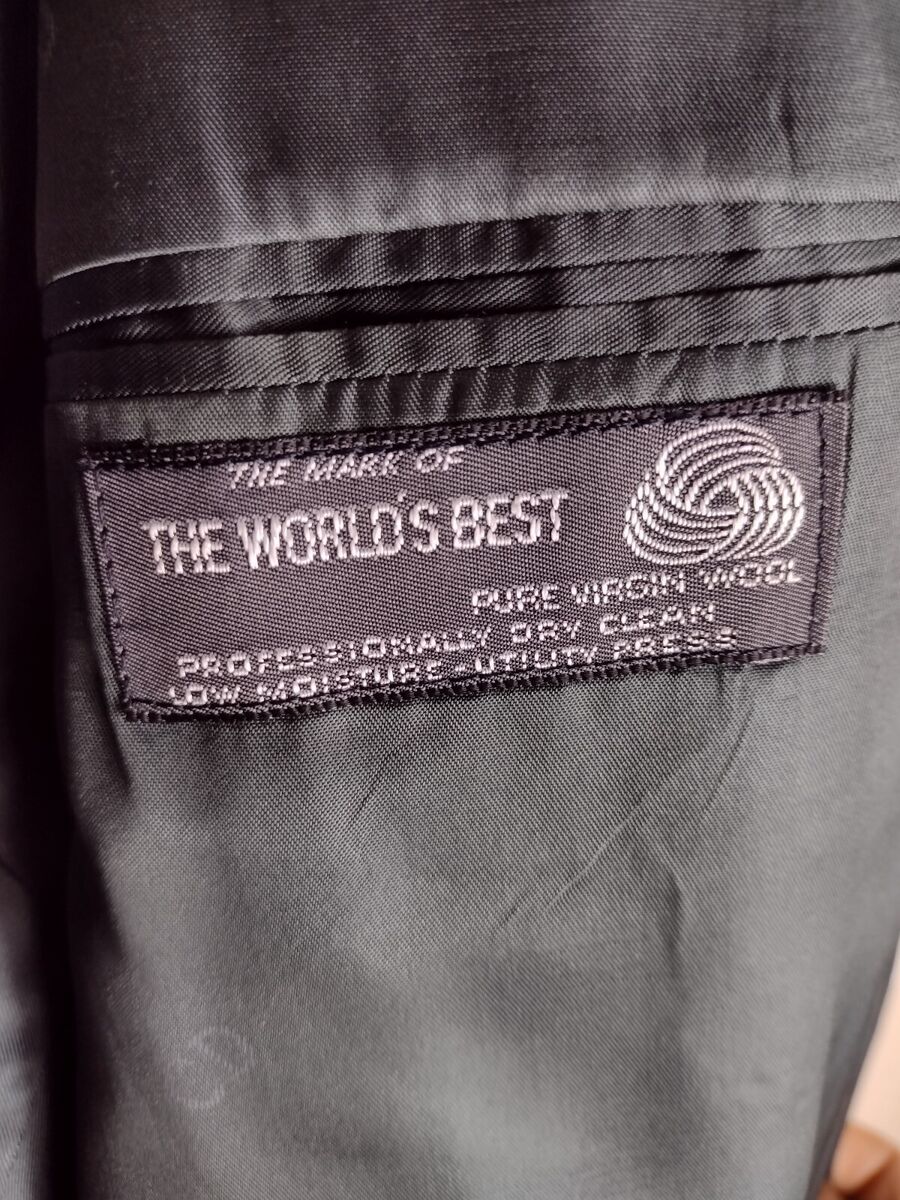 THE MARK OF
THE WORLD'S BEST
PURE VIRGIN WOOL
PROFESSIONALLY DRY CLEAN
LOW MOISTURE-UTILITY PRESS